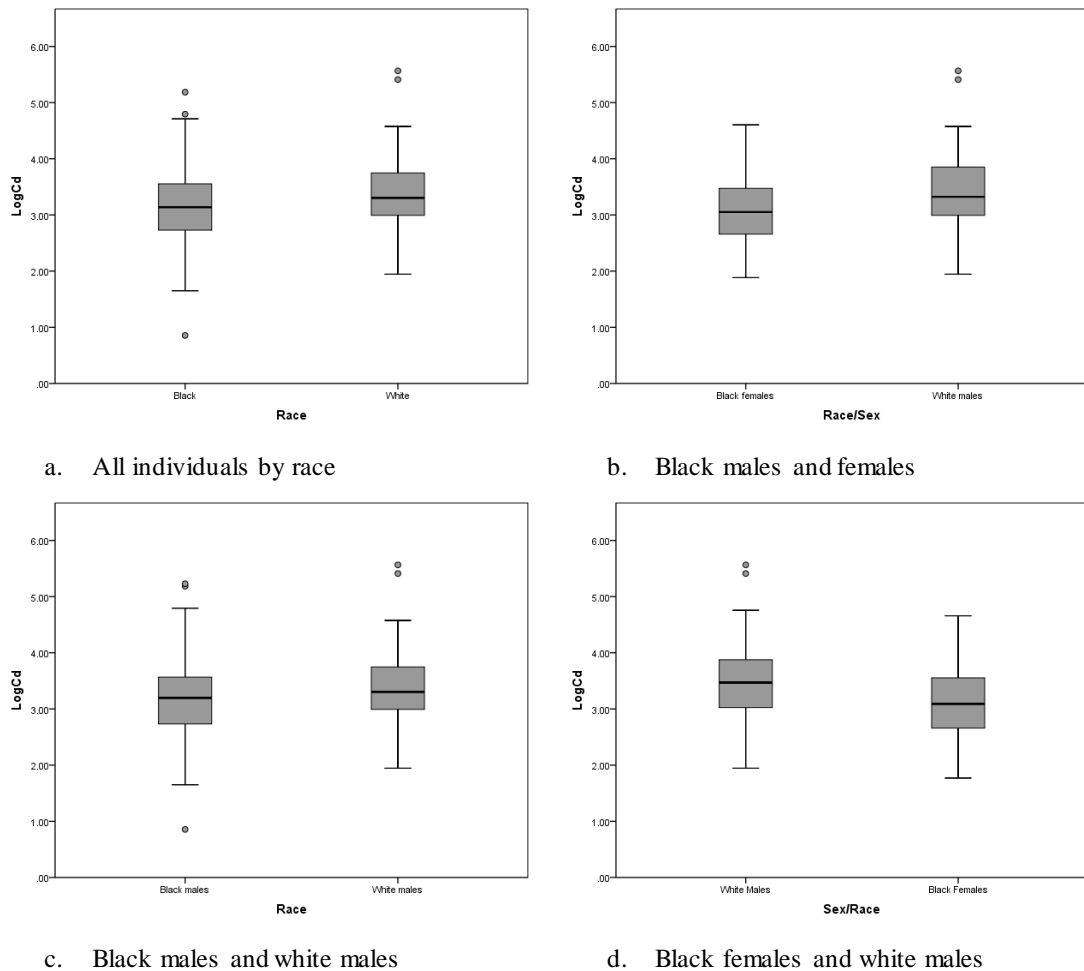 6.00
5.00
4.00
3.00
2.00
1.00
.00
LogCd
Black
White
Race
a. All individuals by race
6.00
5.00
4.00
3.00
2.00
1.00
.00
LogCd
Black females
White males
Race/Sex
b. Black males and females
6.00
5.00
4.00
3.00
2.00
1.00
.00
LogCd
Black males
White males
Race
c. Black males and white males
6.00
5.00
4.00
3.00
2.00
1.00
.00
LogCd
White Males
Black Females
Sex/Race
d. Black females and white males